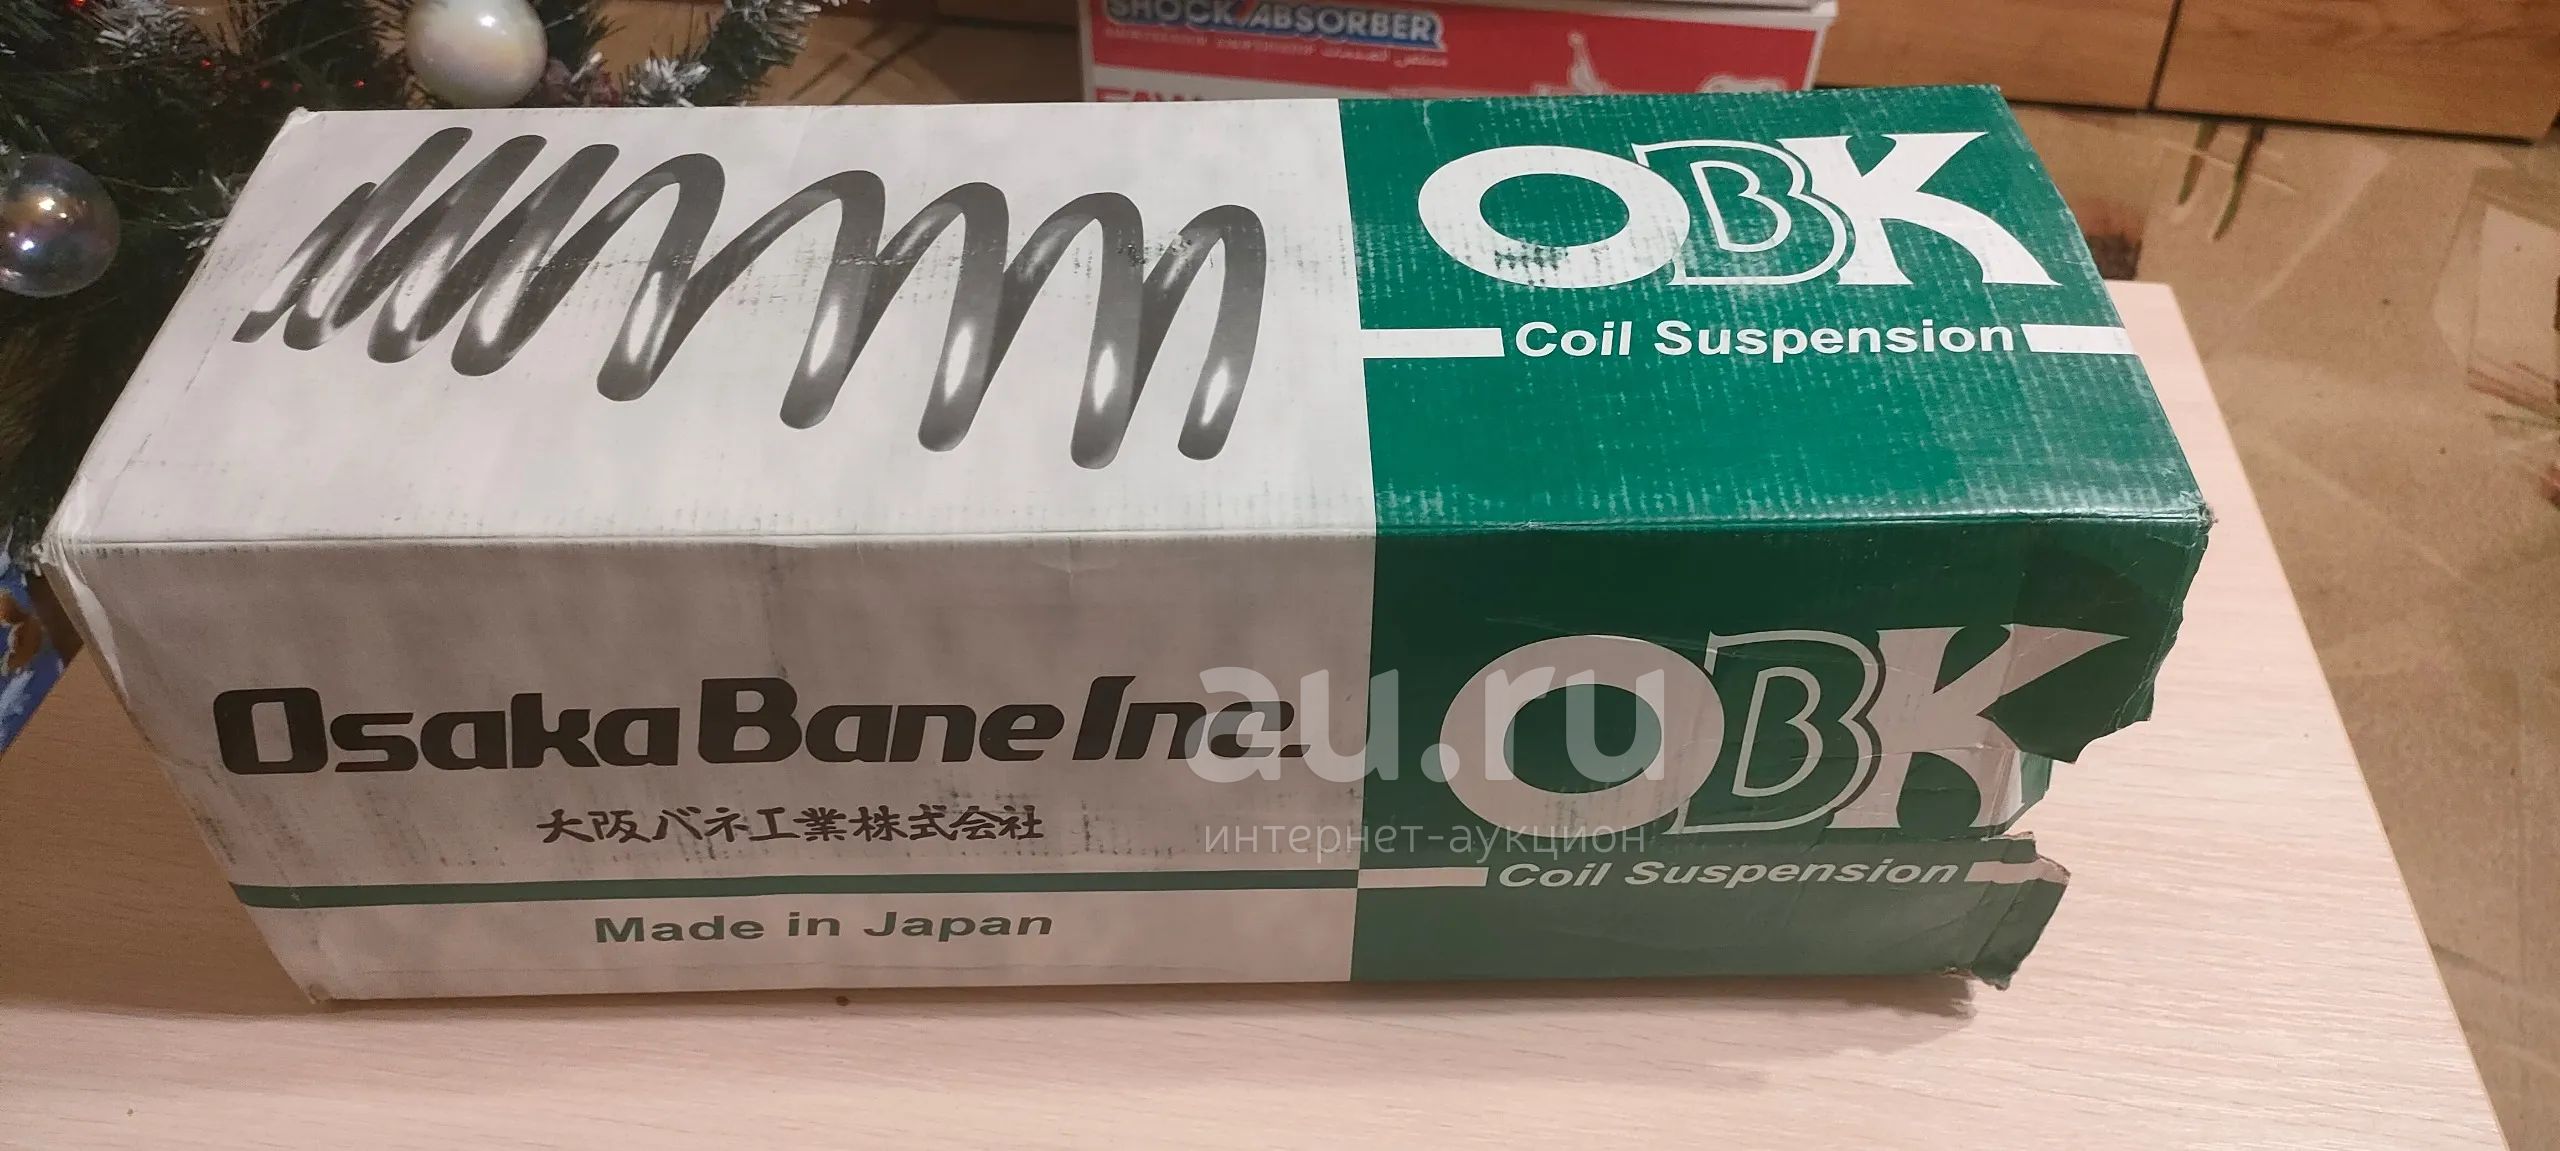 SHOCK ABSORBER
OBK
Coil Suspension
Osaka Bane Inc.
大阪バネ工業株式会社
Made in Japan
OBK
Coil Suspension
au.ru
интернет-аукцион